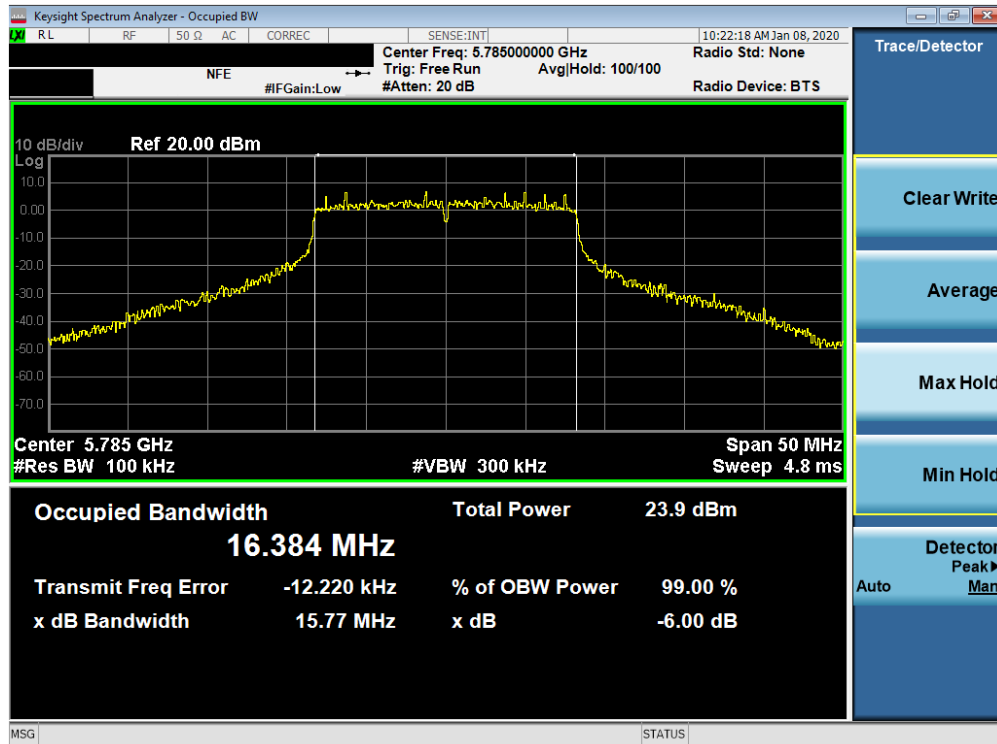 Keysight Spectrum Analyzer - Occupied BW
LXI RL RF 50 Ω AC CORREC SENSE:INT 10:22:18 AM Jan 08, 2020
Center Freq: 5.785000000 GHz Radio Std: None
NFE Trig: Free Run Avg|Hold: 100/100
#IFGain:Low #Atten: 20 dB Radio Device: BTS
10 dB/div Ref 20.00 dBm
Log
10.0
0.00
-10.0
-20.0
-30.0
-40.0
-50.0
-60.0
-70.0
Center 5.785 GHz Span 50 MHz
#Res BW 100 kHz #VBW 300 kHz Sweep 4.8 ms
Occupied Bandwidth Total Power 23.9 dBm
16.384 MHz
Transmit Freq Error -12.220 kHz % of OBW Power 99.00 %
x dB Bandwidth 15.77 MHz x dB -6.00 dB
MSG STATUS
Trace/Detector
Clear Write
Average
Max Hold
Min Hold
Detector
Peak
Auto Man